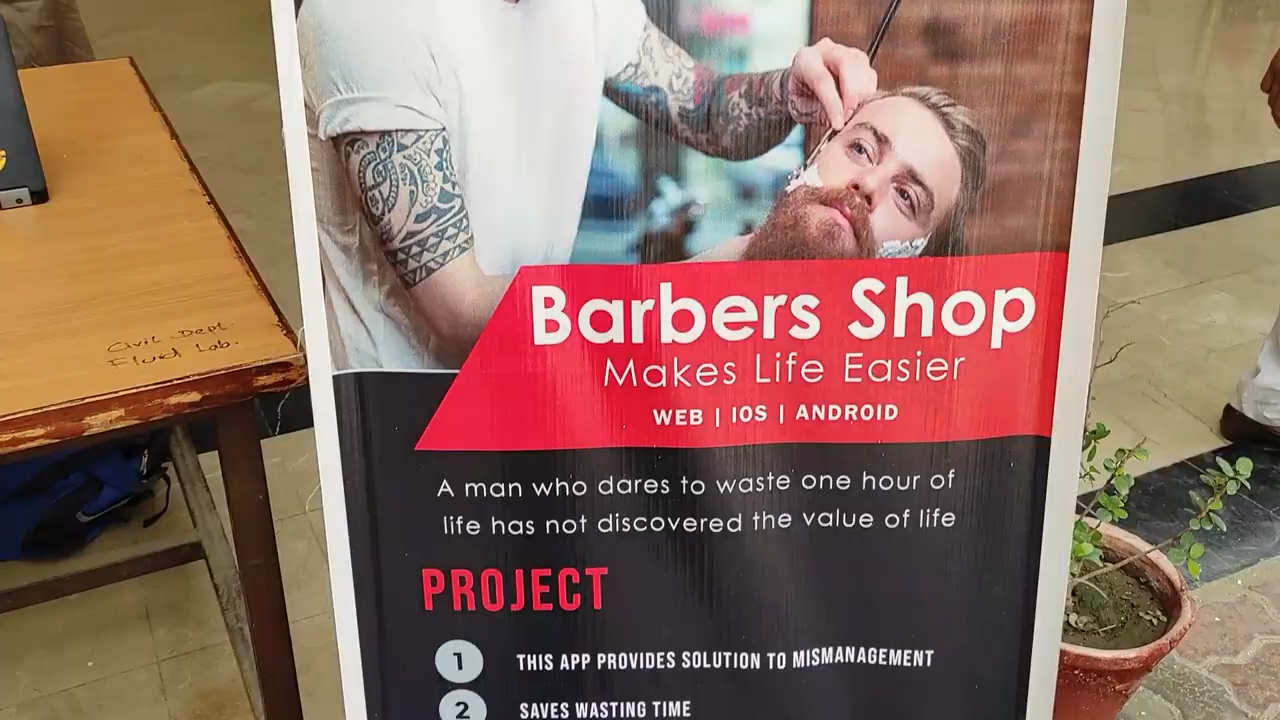 Civil Dept.
Fluid Lab.
Barbers Shop
Makes Life Easier
WEB | IOS | ANDROID
A man who dares to waste one hour of
life has not discovered the value of life
PROJECT
1 THIS APP PROVIDES SOLUTION TO MISMANAGEMENT
2 SAVES WASTING TIME